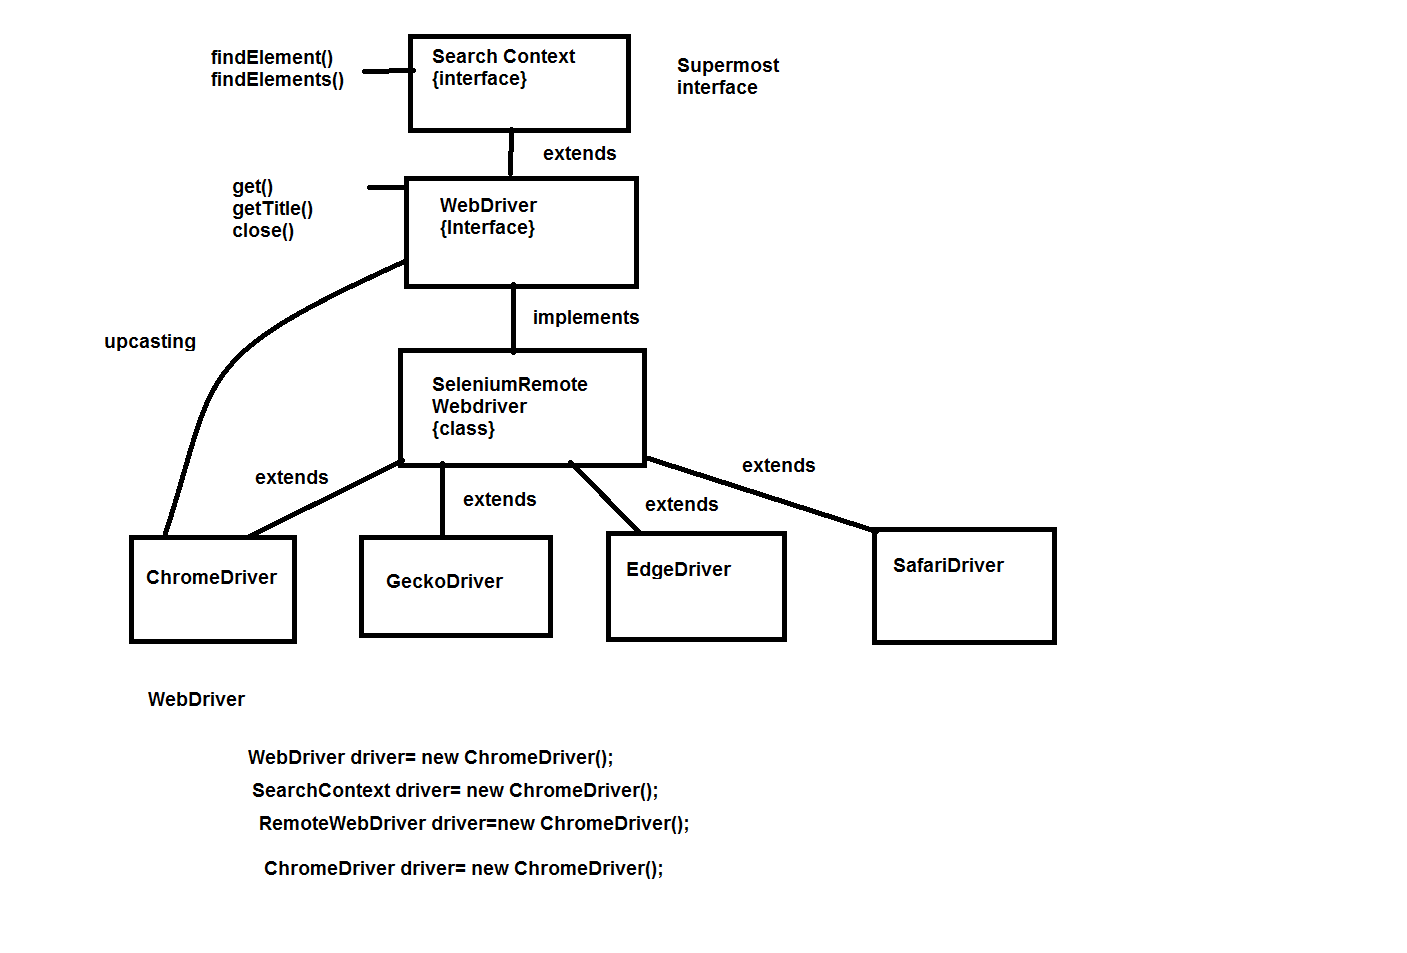 findElement()
findElements()
Search Context
{interface}
Supermost
interface
extends
get()
getTitle()
close()
WebDriver
{Interface}
upcasting
implements
SeleniumRemote
Webdriver
{class}
extends
extends
extends
extends
ChromeDriver
GeckoDriver
EdgeDriver
SafariDriver
WebDriver
WebDriver driver= new ChromeDriver();
SearchContext driver= new ChromeDriver();
RemoteWebDriver driver=new ChromeDriver();
ChromeDriver driver= new ChromeDriver();